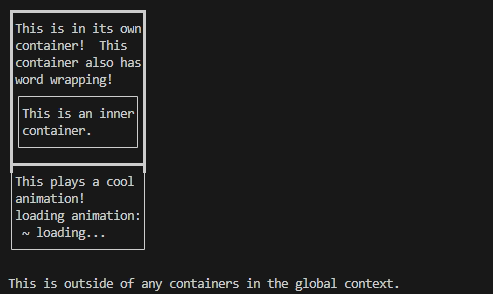 This is in its own
container!  This
container also has
word wrapping!
This is an inner
container.
This plays a cool
animation!
loading animation:
~ loading...
This is outside of any containers in the global context.